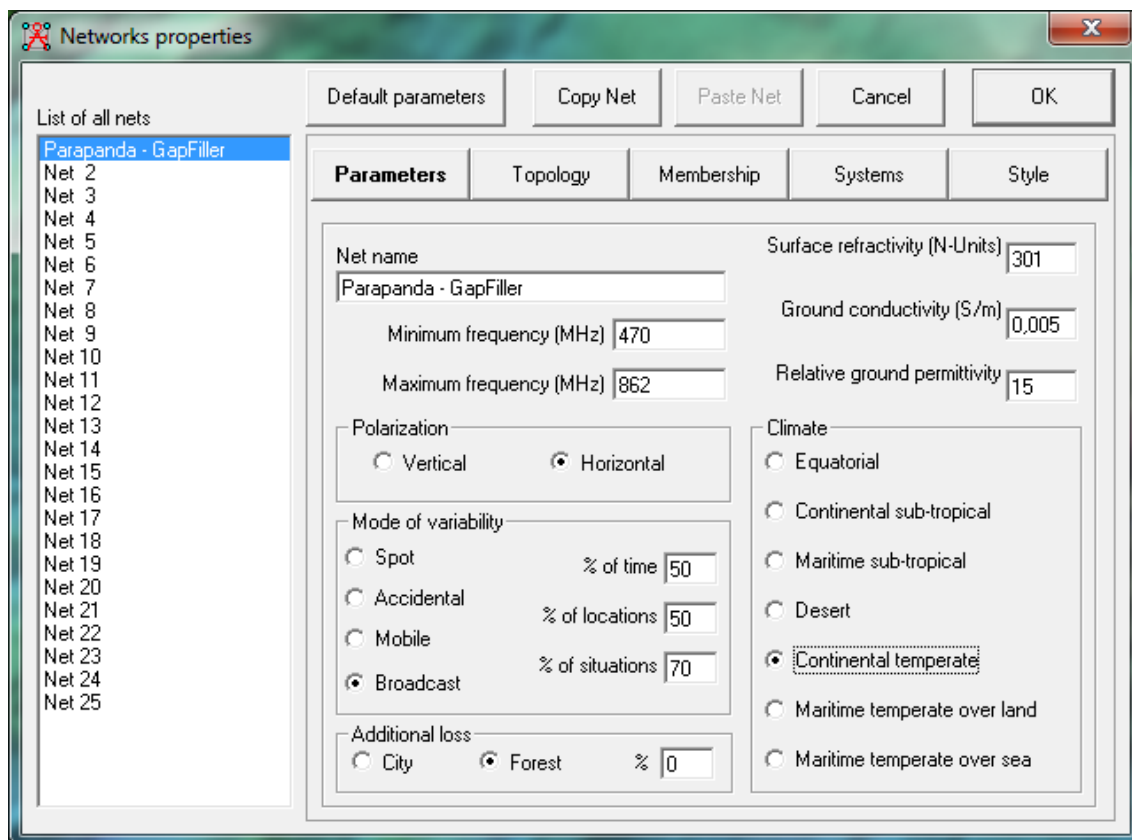 Networks properties
Default parameters
Copy Net
Paste Net
Cancel
OK
List of all nets
Parapanda - GapFiller
Net 2
Net 3
Net 4
Net 5
Net 6
Net 7
Net 8
Net 9
Net 10
Net 11
Net 12
Net 13
Net 14
Net 15
Net 16
Net 17
Net 18
Net 19
Net 20
Net 21
Net 22
Net 23
Net 24
Net 25
Parameters
Topology
Membership
Systems
Style
Net name
Parapanda - GapFiller
Minimum frequency (MHz) 470
Maximum frequency (MHz) 862
Surface refractivity (N-Units) 301
Ground conductivity (S/m) 0,005
Relative ground permittivity 15
Polarization
Vertical
Horizontal
Mode of variability
Spot
Accidental
Mobile
Broadcast
% of time 50
% of locations 50
% of situations 70
Additional loss
City
Forest
% 0
Climate
Equatorial
Continental sub-tropical
Maritime sub-tropical
Desert
Continental temperate
Maritime temperate over land
Maritime temperate over sea